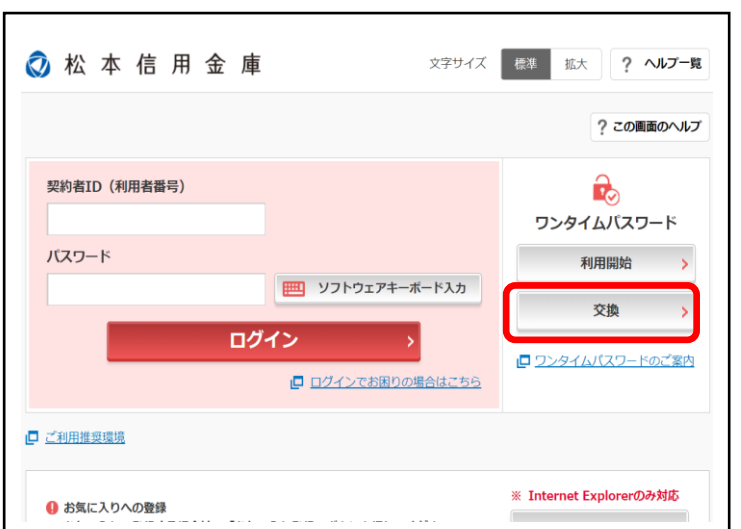 松本信用金庫
文字サイズ 標準 拡大 ? ヘルプ一覧
? この画面のヘルプ
契約者ID(利用者番号)
パスワード
ソフトウェアキーボード入力
ログイン
ログインでお困りの場合はこちら
ワンタイムパスワード
利用開始
交換
ワンタイムパスワードのご案内
ご利用推奨環境
お気に入りへの登録
※ Internet Explorerのみ対応